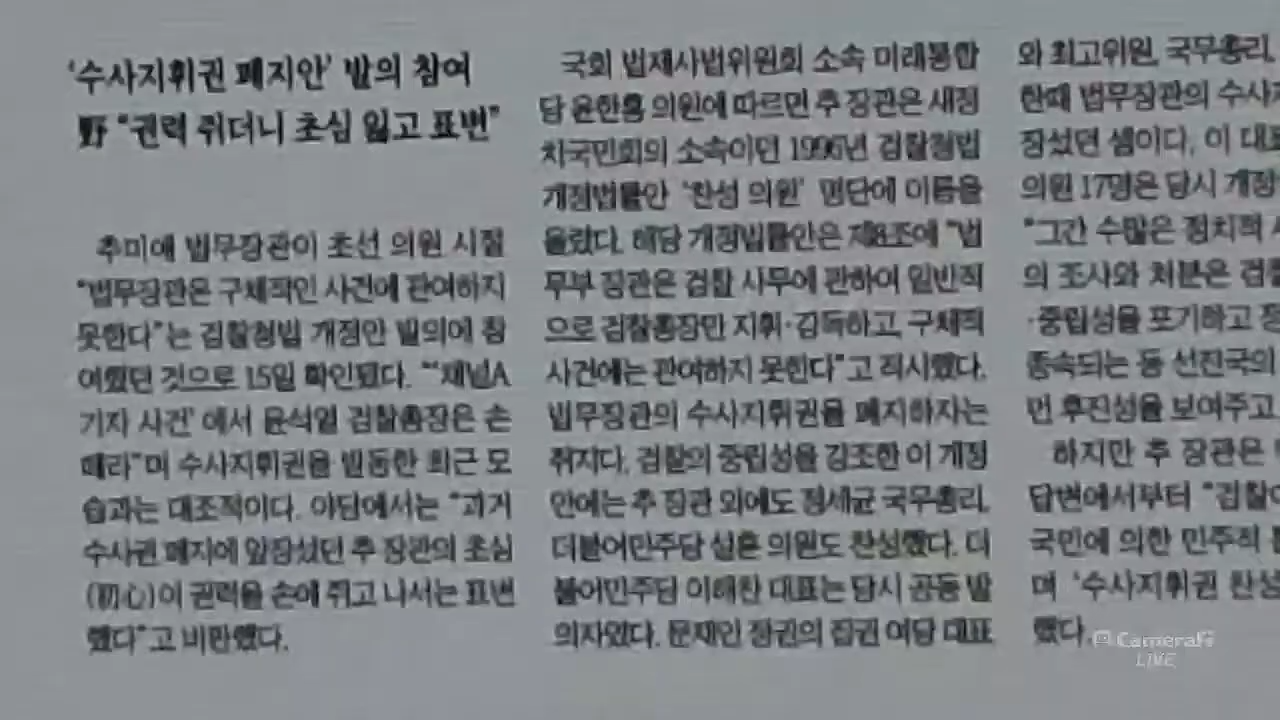 ‘수사지휘권 폐지안’ 발의 참여
野 “권력 쥐더니 초심 잃고 표변”
추미애 법무장관이 초선 의원 시절
“법무장관은 구체적인 사건에 관여하지
못한다”는 검찰청법 개정안 발의에 참
여했던 것으로 15일 확인됐다. “‘채널A
기자 사건’에서 윤석열 검찰총장은 손
떼라”며 수사지휘권을 발동한 최근 모
습과는 대조적이다. 야당에서는 “과거
수사권 폐지에 앞장섰던 추 장관의 초심
(初心)이 권력을 손에 쥐고 나서는 표변
했다”고 비판했다.
국회 법제사법위원회 소속 미래통합
당 윤한홍 의원에 따르면 추 장관은 새정
치국민회의 소속이던 1996년 검찰청법
개정법률안 ‘찬성 의원’ 명단에 이름을
올렸다. 해당 개정법률안은 제8조에 “법
무부 장관은 검찰 사무에 관하여 일반적
으로 검찰총장만 지휘·감독하고, 구체적
사건에는 관여하지 못한다”고 적시했다.
법무장관의 수사지휘권을 폐지하자는
취지다. 검찰의 중립성을 강조한 이 개정
안에는 추 장관 외에도 정세균 국무총리,
더불어민주당 설훈 의원도 찬성했다. 더
불어민주당 이해찬 대표는 당시 공동 발
의자였다. 문재인 정권의 집권 여당 대표
와 최고위원, 국무총리,
한때 법무장관의 수사
장섰던 셈이다. 이 대표
의원 17명은 당시 개정
“그간 수많은 정치적
의 조사와 처분은 검찰
·중립성을 포기하고 정
종속되는 등 선진국의
먼 후진성을 보여주고
하지만 추 장관은
답변에서부터 “검찰
국민에 의한 민주적
며 ‘수사지휘권 찬성
했다.
CameraFi
LIVE